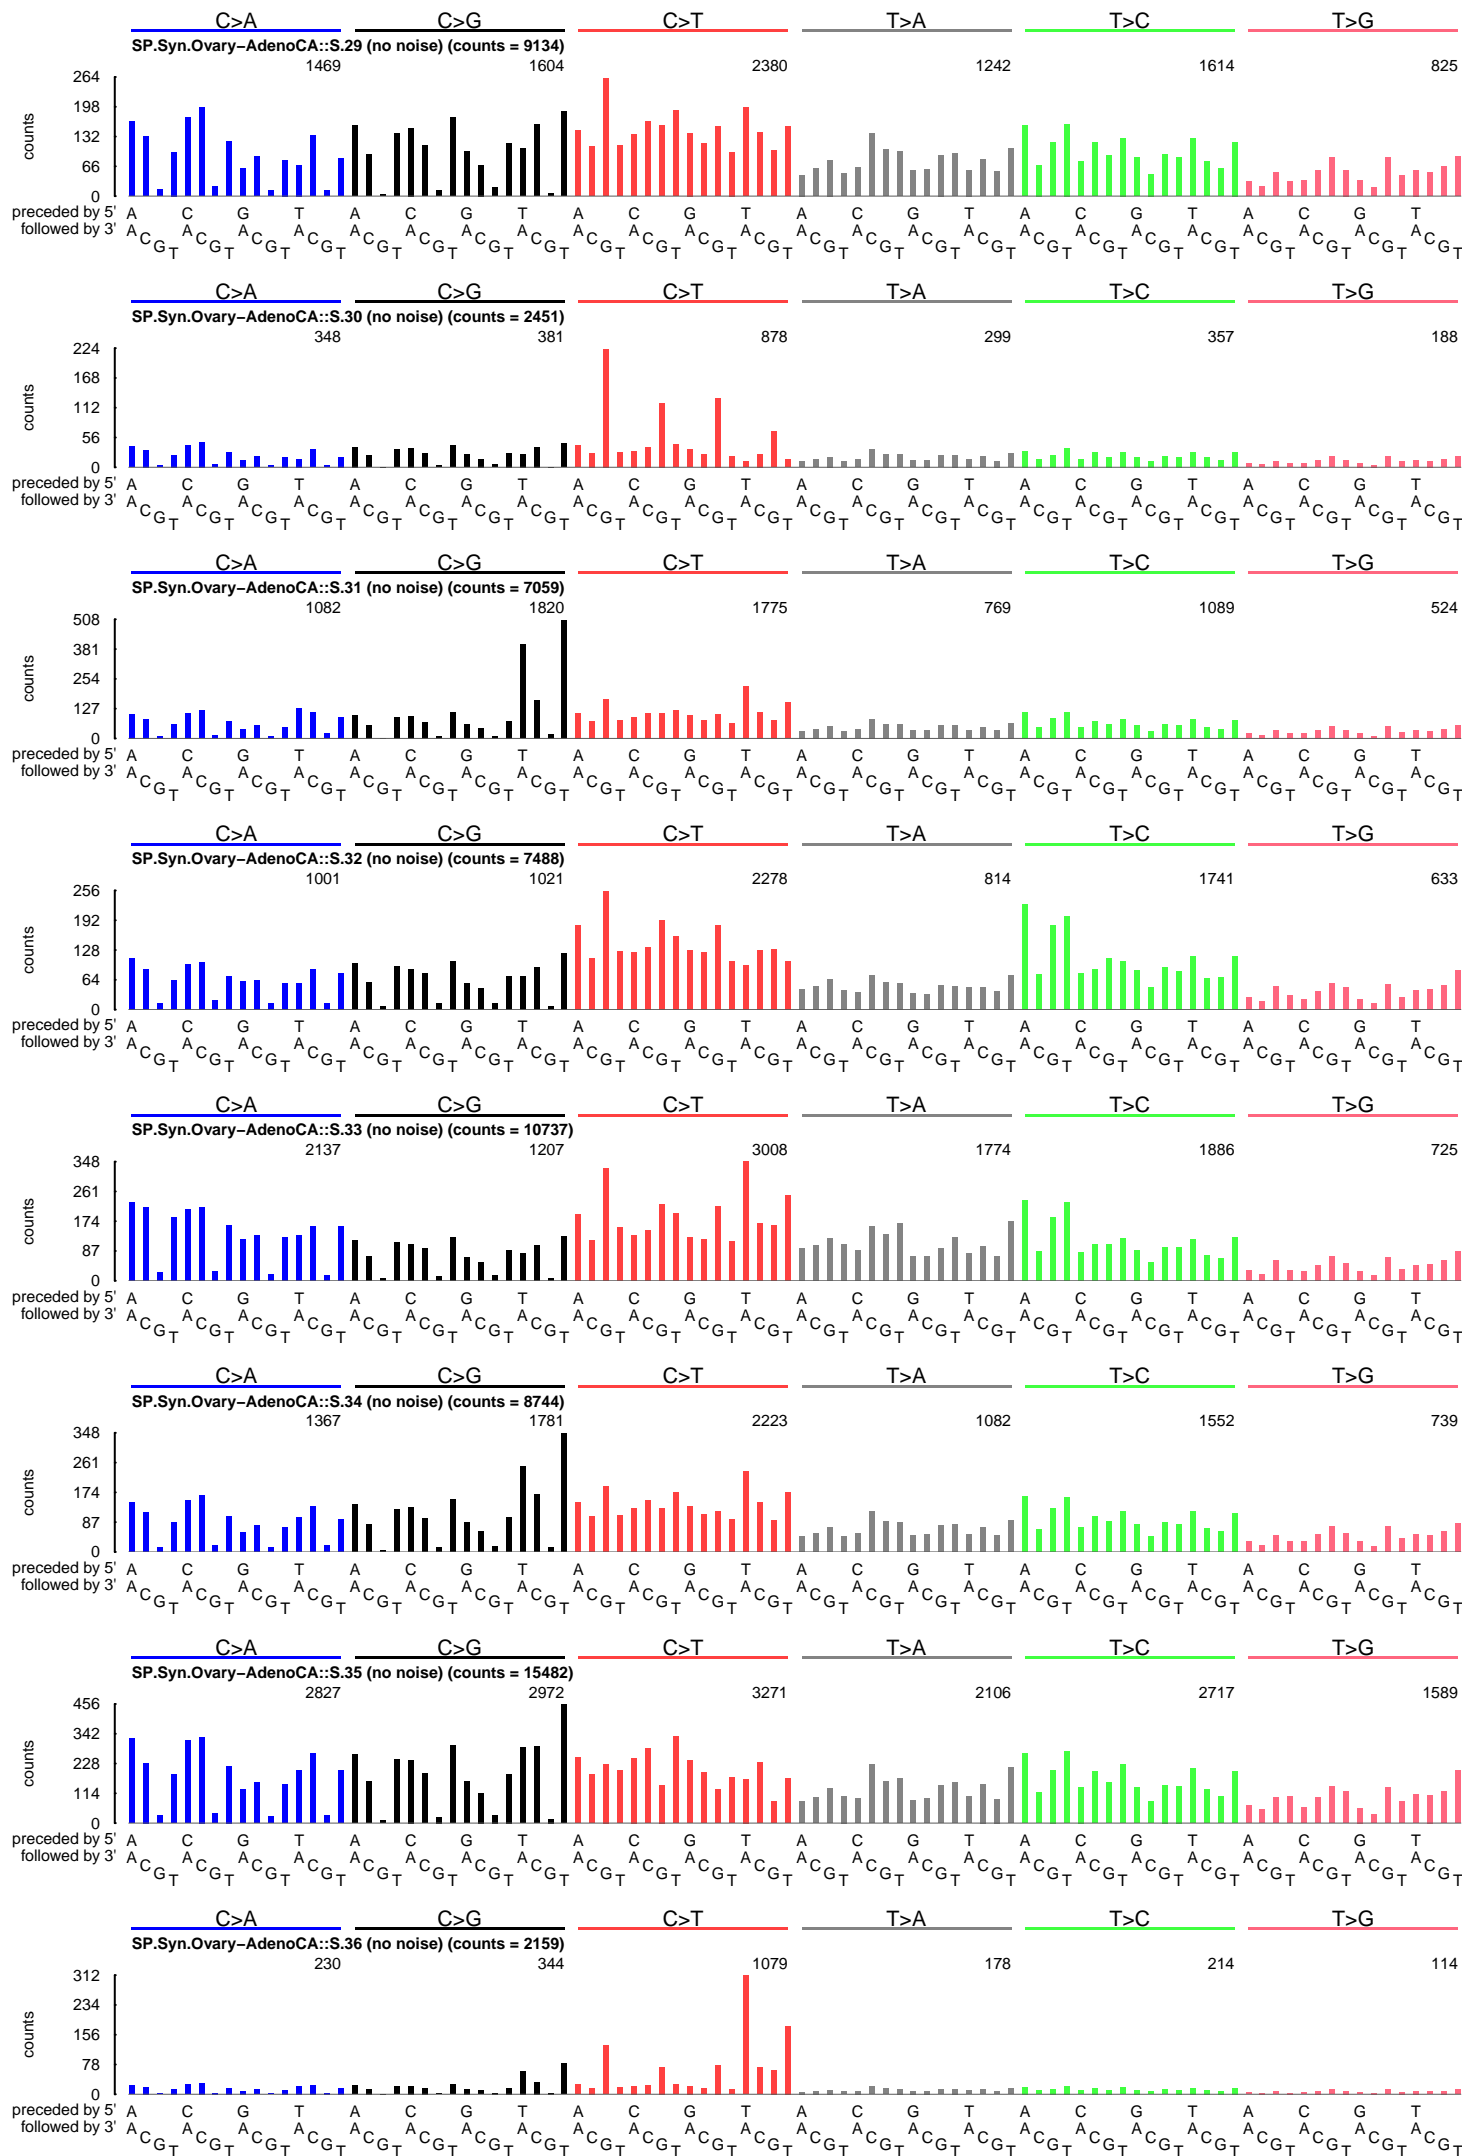 C>A C>G C>T T>A T>C T>G
SP.Syn.Ovary−AdenoCA::S.29 (no noise) (counts = 9134)
1469 1604 2380 1242 1614 825
264
198
132
66
0
counts
preceded by 5' A C G T A C G T A C G T A C G T A C G T A C G T
followed by 3' A C G T A C G T A C G T A C G T A C G T A C G T A C G T A C G T A C G T A C G T A C G T A C G T A C G T A C G T A C G T A C G T A C G T A C G T A C G T A C G T A C G T A C G T A C G T A C G T
C>A C>G C>T T>A T>C T>G
SP.Syn.Ovary−AdenoCA::S.30 (no noise) (counts = 2451)
348 381 878 299 357 188
224
168
112
56
0
counts
preceded by 5' A C G T A C G T A C G T A C G T A C G T A C G T
followed by 3' A C G T A C G T A C G T A C G T A C G T A C G T A C G T A C G T A C G T A C G T A C G T A C G T A C G T A C G T A C G T A C G T A C G T A C G T A C G T A C G T A C G T A C G T A C G T A C G T
C>A C>G C>T T>A T>C T>G
SP.Syn.Ovary−AdenoCA::S.31 (no noise) (counts = 7059)
1082 1820 1775 769 1089 524
508
381
254
127
0
counts
preceded by 5' A C G T A C G T A C G T A C G T A C G T A C G T
followed by 3' A C G T A C G T A C G T A C G T A C G T A C G T A C G T A C G T A C G T A C G T A C G T A C G T A C G T A C G T A C G T A C G T A C G T A C G T A C G T A C G T A C G T A C G T A C G T A C G T
C>A C>G C>T T>A T>C T>G
SP.Syn.Ovary−AdenoCA::S.32 (no noise) (counts = 7488)
1001 1021 2278 814 1741 633
256
192
128
64
0
counts
preceded by 5' A C G T A C G T A C G T A C G T A C G T A C G T
followed by 3' A C G T A C G T A C G T A C G T A C G T A C G T A C G T A C G T A C G T A C G T A C G T A C G T A C G T A C G T A C G T A C G T A C G T A C G T A C G T A C G T A C G T A C G T A C G T A C G T
C>A C>G C>T T>A T>C T>G
SP.Syn.Ovary−AdenoCA::S.33 (no noise) (counts = 10737)
2137 1207 3008 1774 1886 725
348
261
174
87
0
counts
preceded by 5' A C G T A C G T A C G T A C G T A C G T A C G T
followed by 3' A C G T A C G T A C G T A C G T A C G T A C G T A C G T A C G T A C G T A C G T A C G T A C G T A C G T A C G T A C G T A C G T A C G T A C G T A C G T A C G T A C G T A C G T A C G T A C G T
C>A C>G C>T T>A T>C T>G
SP.Syn.Ovary−AdenoCA::S.34 (no noise) (counts = 8744)
1367 1781 2223 1082 1552 739
348
261
174
87
0
counts
preceded by 5' A C G T A C G T A C G T A C G T A C G T A C G T
followed by 3' A C G T A C G T A C G T A C G T A C G T A C G T A C G T A C G T A C G T A C G T A C G T A C G T A C G T A C G T A C G T A C G T A C G T A C G T A C G T A C G T A C G T A C G T A C G T A C G T
C>A C>G C>T T>A T>C T>G
SP.Syn.Ovary−AdenoCA::S.35 (no noise) (counts = 15482)
2827 2972 3271 2106 2717 1589
456
342
228
114
0
counts
preceded by 5' A C G T A C G T A C G T A C G T A C G T A C G T
followed by 3' A C G T A C G T A C G T A C G T A C G T A C G T A C G T A C G T A C G T A C G T A C G T A C G T A C G T A C G T A C G T A C G T A C G T A C G T A C G T A C G T A C G T A C G T A C G T A C G T
C>A C>G C>T T>A T>C T>G
SP.Syn.Ovary−AdenoCA::S.36 (no noise) (counts = 2159)
230 344 1079 178 214 114
312
234
156
78
0
counts
preceded by 5' A C G T A C G T A C G T A C G T A C G T A C G T
followed by 3' A C G T A C G T A C G T A C G T A C G T A C G T A C G T A C G T A C G T A C G T A C G T A C G T A C G T A C G T A C G T A C G T A C G T A C G T A C G T A C G T A C G T A C G T A C G T A C G T